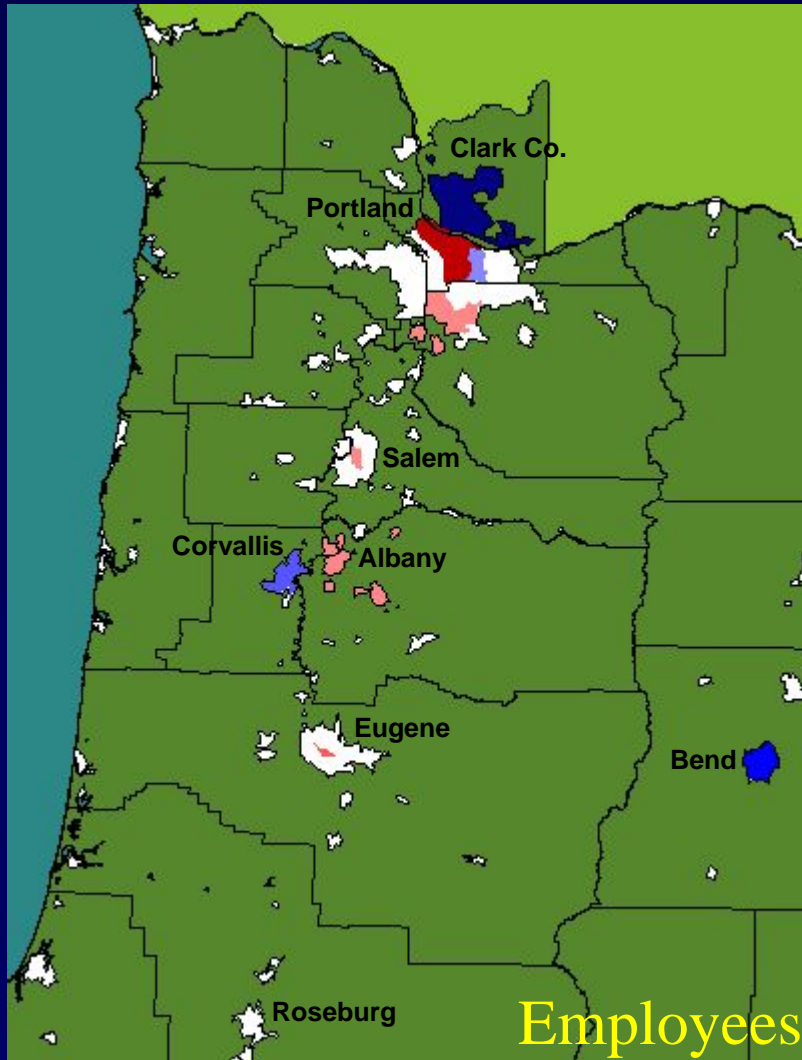 Clark Co.
Portland
Salem
Corvallis
Albany
Eugene
Bend
Roseburg
Employees